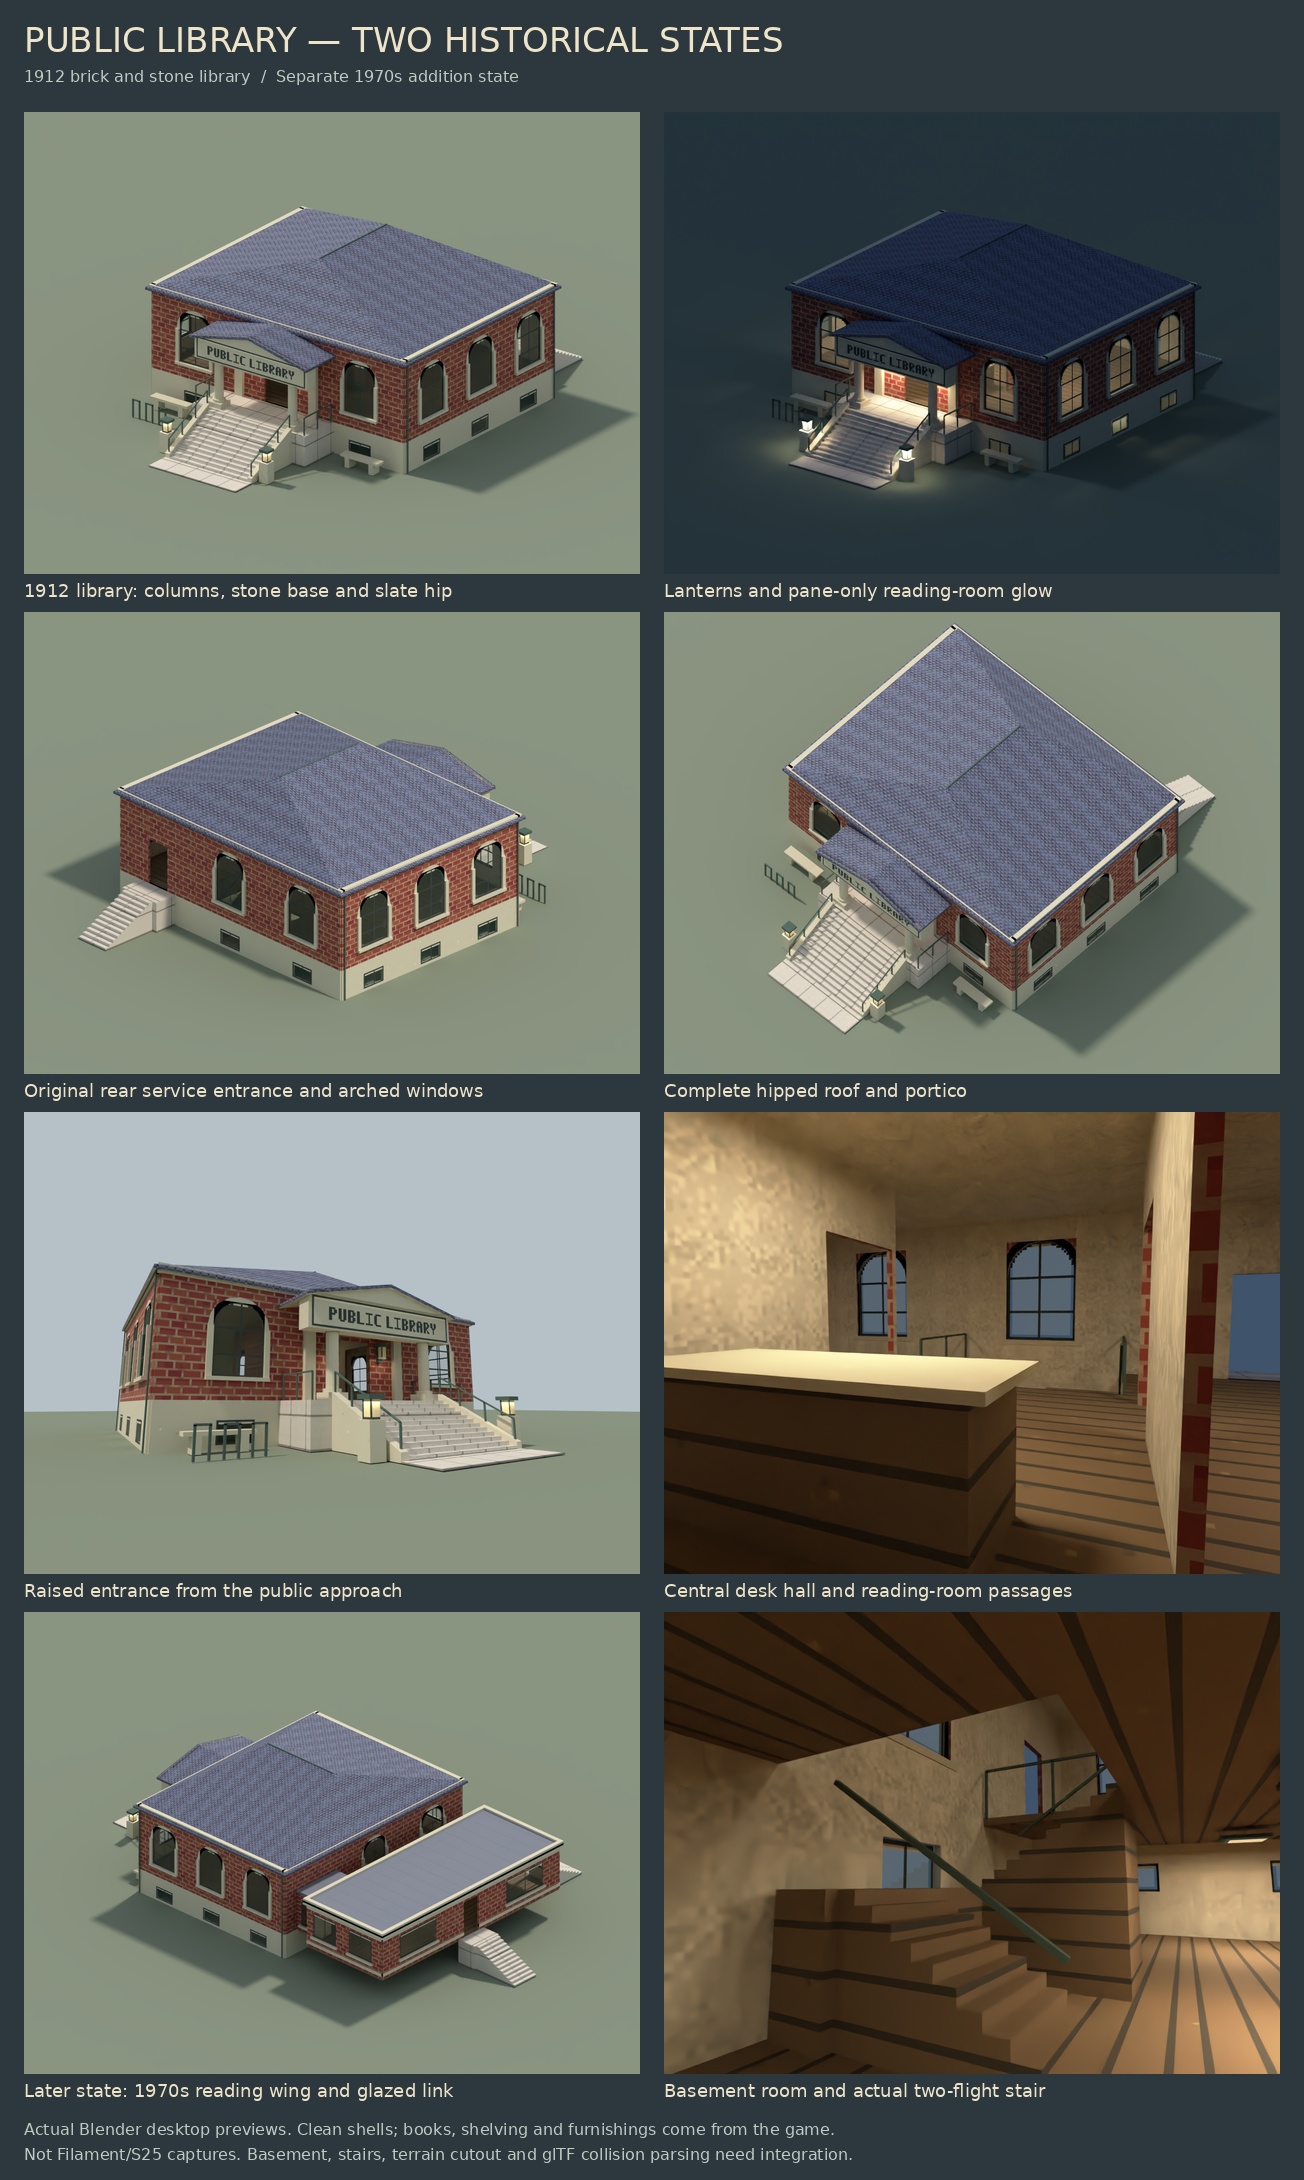 PUBLIC LIBRARY — TWO HISTORICAL STATES
1912 brick and stone library / Separate 1970s addition state
PUBLIC LIBRARY
PUBLIC LIBRARY
1912 library: columns, stone base and slate hip
Lanterns and pane-only reading-room glow
PUBLIC LIBRARY
Original rear service entrance and arched windows
Complete hipped roof and portico
PUBLIC LIBRARY
Raised entrance from the public approach
Central desk hall and reading-room passages
Later state: 1970s reading wing and glazed link
Basement room and actual two-flight stair
Actual Blender desktop previews. Clean shells; books, shelving and furnishings come from the game.
Not Filament/S25 captures. Basement, stairs, terrain cutout and glTF collision parsing need integration.